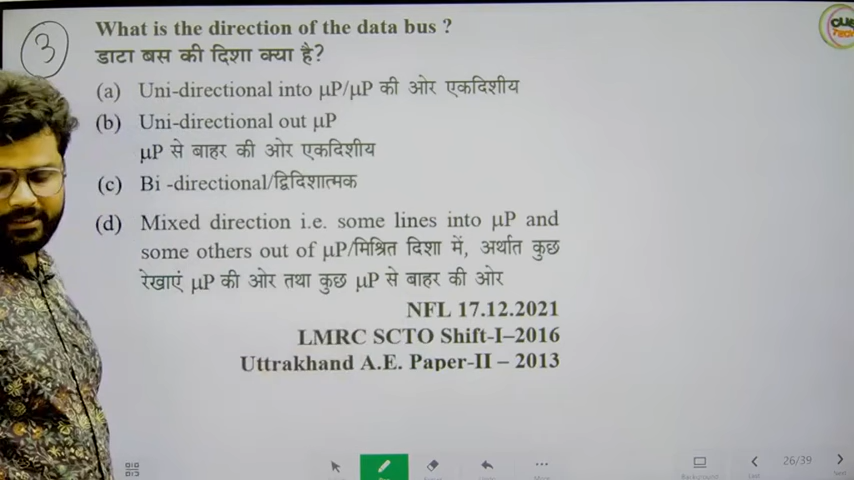 3
What is the direction of the data bus ?
डाटा बस की दिशा क्या है?
(a) Uni-directional into μP/μP की ओर एकदिशीय
(b) Uni-directional out μP
μP से बाहर की ओर एकदिशीय
(c) Bi -directional/द्विदिशात्मक
(d) Mixed direction i.e. some lines into μP and
some others out of μP/मिश्रित दिशा में, अर्थात कुछ
रेखाएं μP की ओर तथा कुछ μP से बाहर की ओर
NFL 17.12.2021
LMRC SCTO Shift-I–2016
Uttrakhand A.E. Paper-II – 2013
26/39